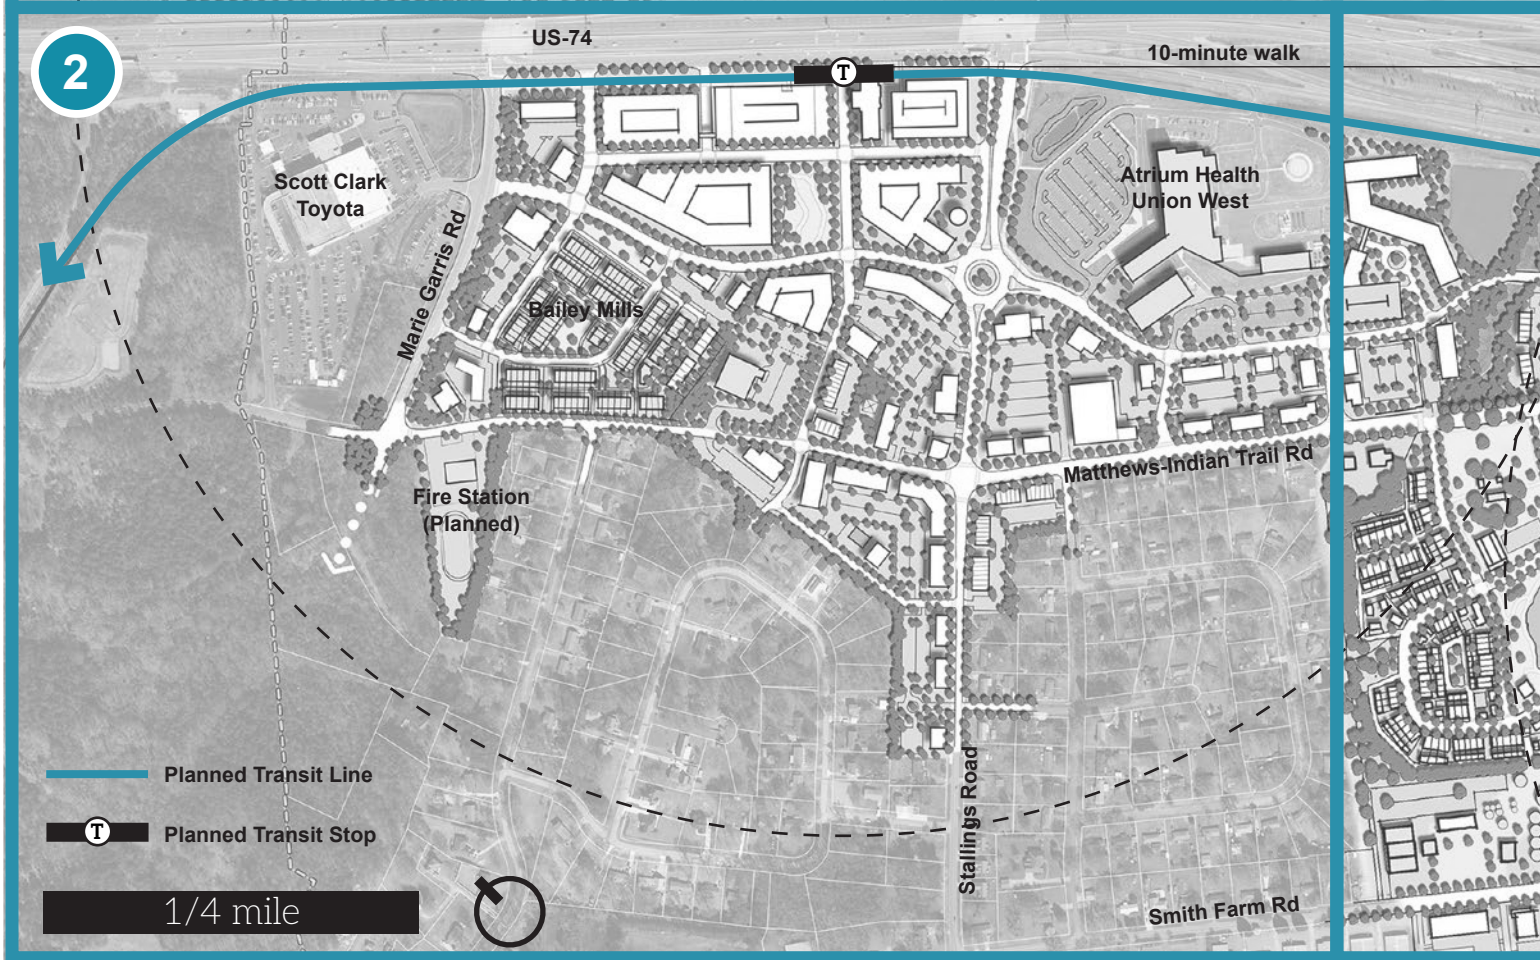 2
US-74
T
10-minute walk
Scott Clark
Toyota
Atrium Health
Union West
Marie Garris Rd
Bailey Mills
Matthews-Indian Trail Rd
Fire Station
(Planned)
Planned Transit Line
T
Planned Transit Stop
Stallings Road
1/4 mile
Smith Farm Rd